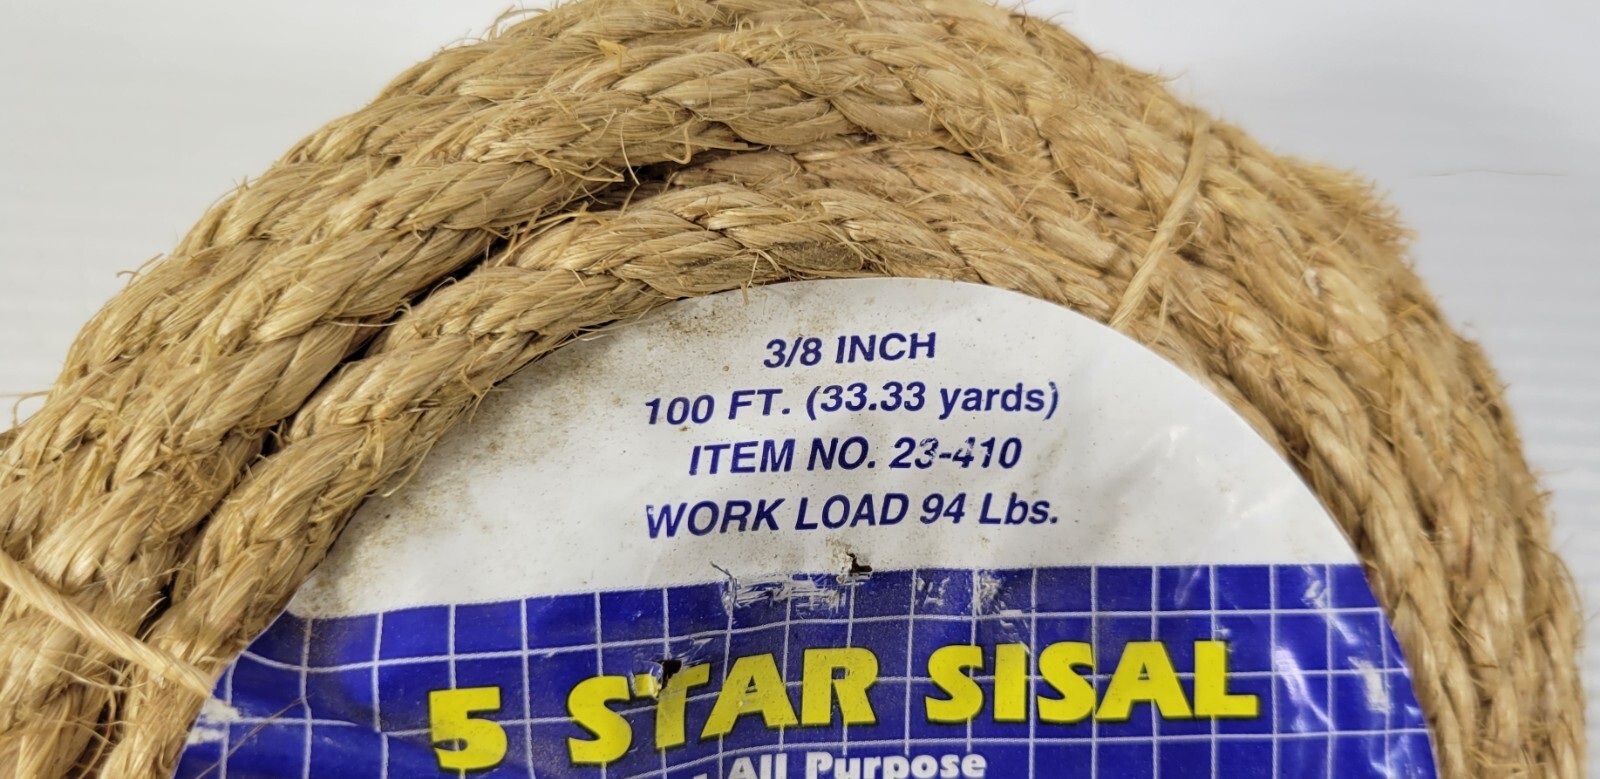 3/8 INCH
100 FT. (33.33 yards)
ITEM NO. 23-410
WORK LOAD 94 Lbs.
5 STAR SISAL
All Purpose